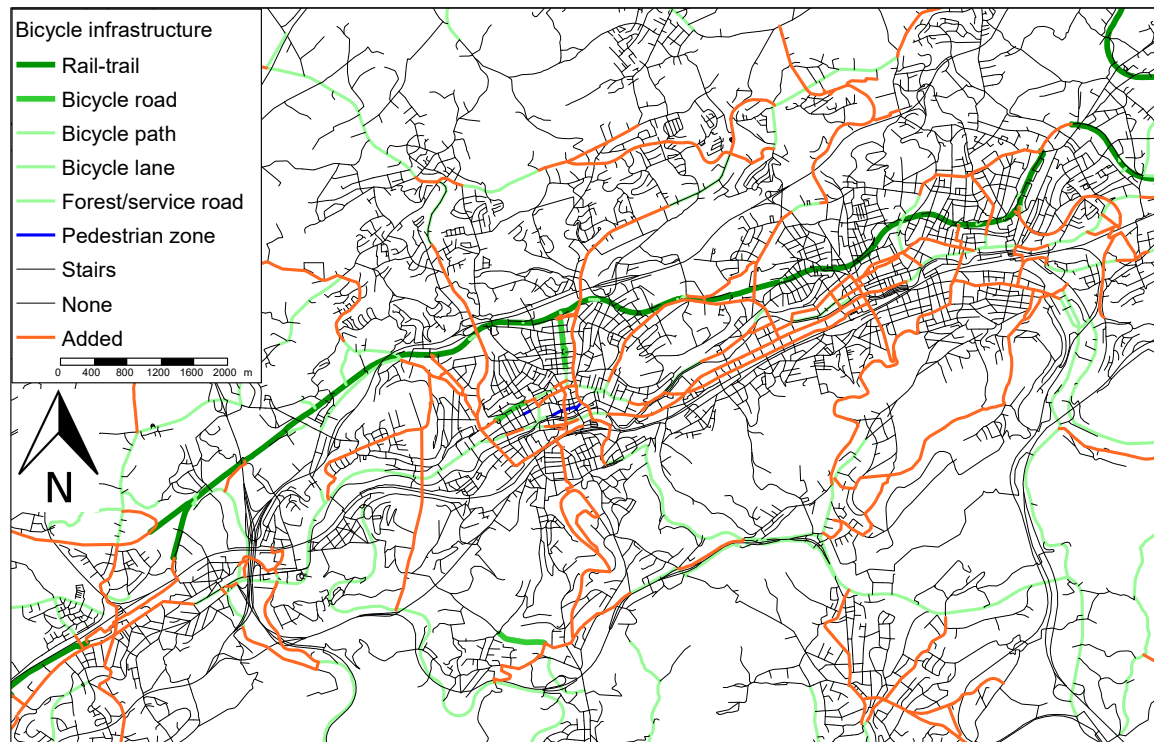 Bicycle infrastructure
Rail-trail
Bicycle road
Bicycle path
Bicycle lane
Forest/service road
Pedestrian zone
Stairs
None
Added
0 400 800 1200 1600 2000 m
N